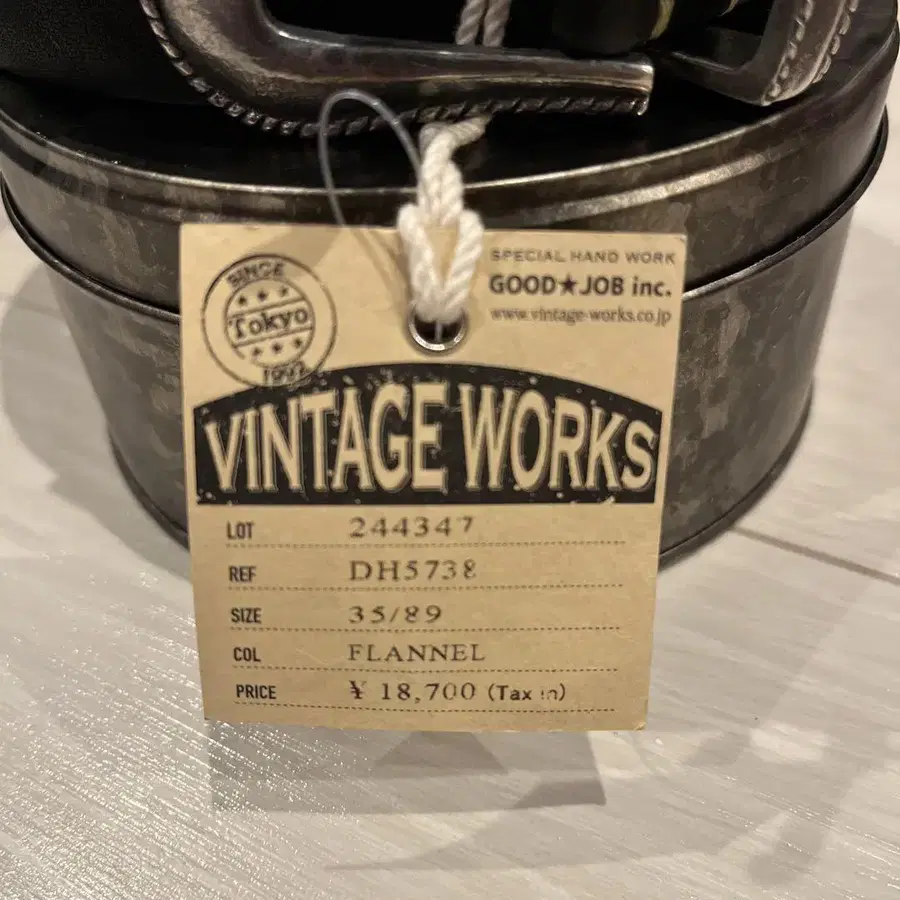 SINCE
Tokyo
1992
SPECIAL HAND WORK
GOOD★JOB inc.
www.vintage-works.co.jp
VINTAGE WORKS
LOT 244347
REF DH5738
SIZE 35/89
COL FLANNEL
PRICE ¥ 18,700 (Tax in)